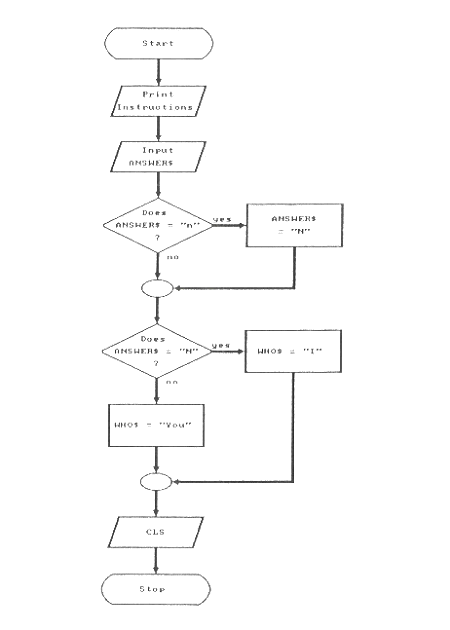 Start
Print
Instructions
Input
ANSWER$
Does
ANSWER$ = "n"
?
yes
ANSWER$
= "N"
no
Does
ANSWER$ = "N"
?
yes
WHO$ = "I"
no
WHO$ = "You"
CLS
Stop